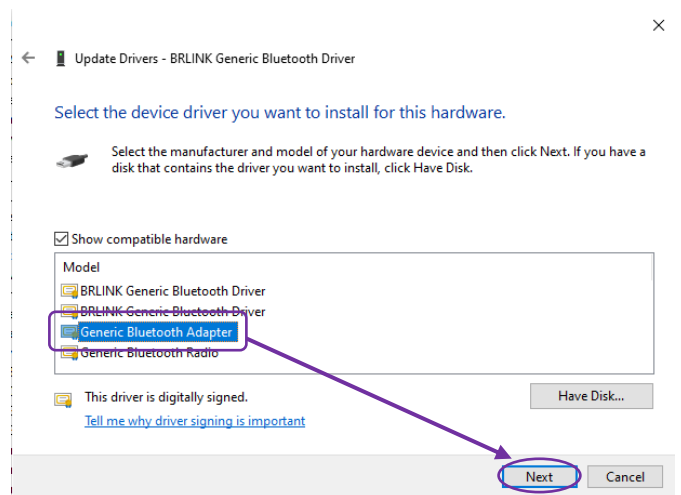 Update Drivers - BRLINK Generic Bluetooth Driver
Select the device driver you want to install for this hardware.
Select the manufacturer and model of your hardware device and then click Next. If you have a
disk that contains the driver you want to install, click Have Disk.
Show compatible hardware
Model
BRLINK Generic Bluetooth Driver
BRLINK Generic Bluetooth Driver
Generic Bluetooth Adapter
Generic Bluetooth Radio
This driver is digitally signed.
Have Disk...
Tell me why driver signing is important
Next
Cancel